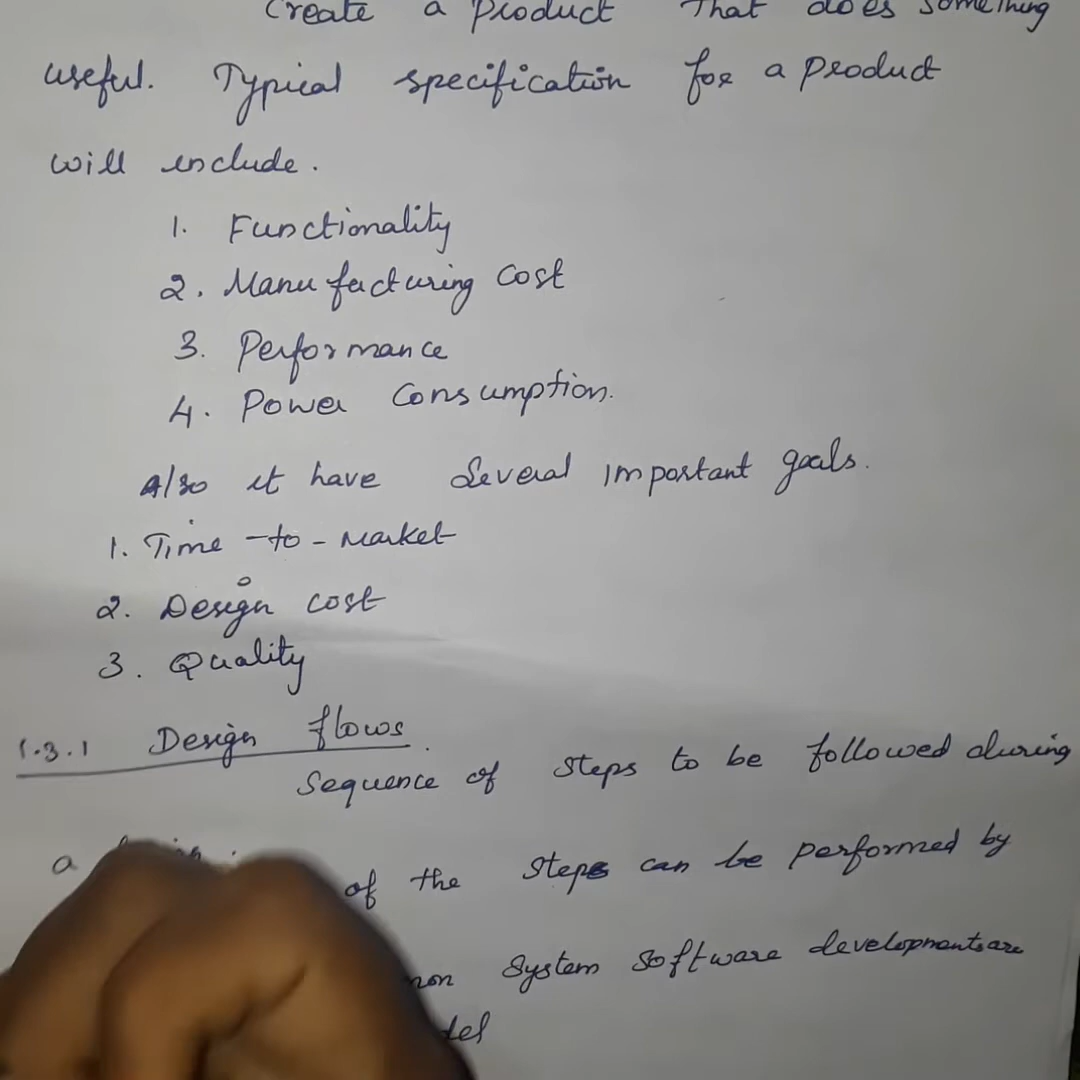 Create a product that does something
useful. Typical specification for a product
will include.
1. Functionality
2. Manufacturing cost
3. Performance
4. Power Consumption.
Also it have several important goals.
1. Time-to-market
2. Design cost
3. Quality
1.3.1 Design flows.
Sequence of steps to be followed during
a of the steps can be performed by
system software developments are